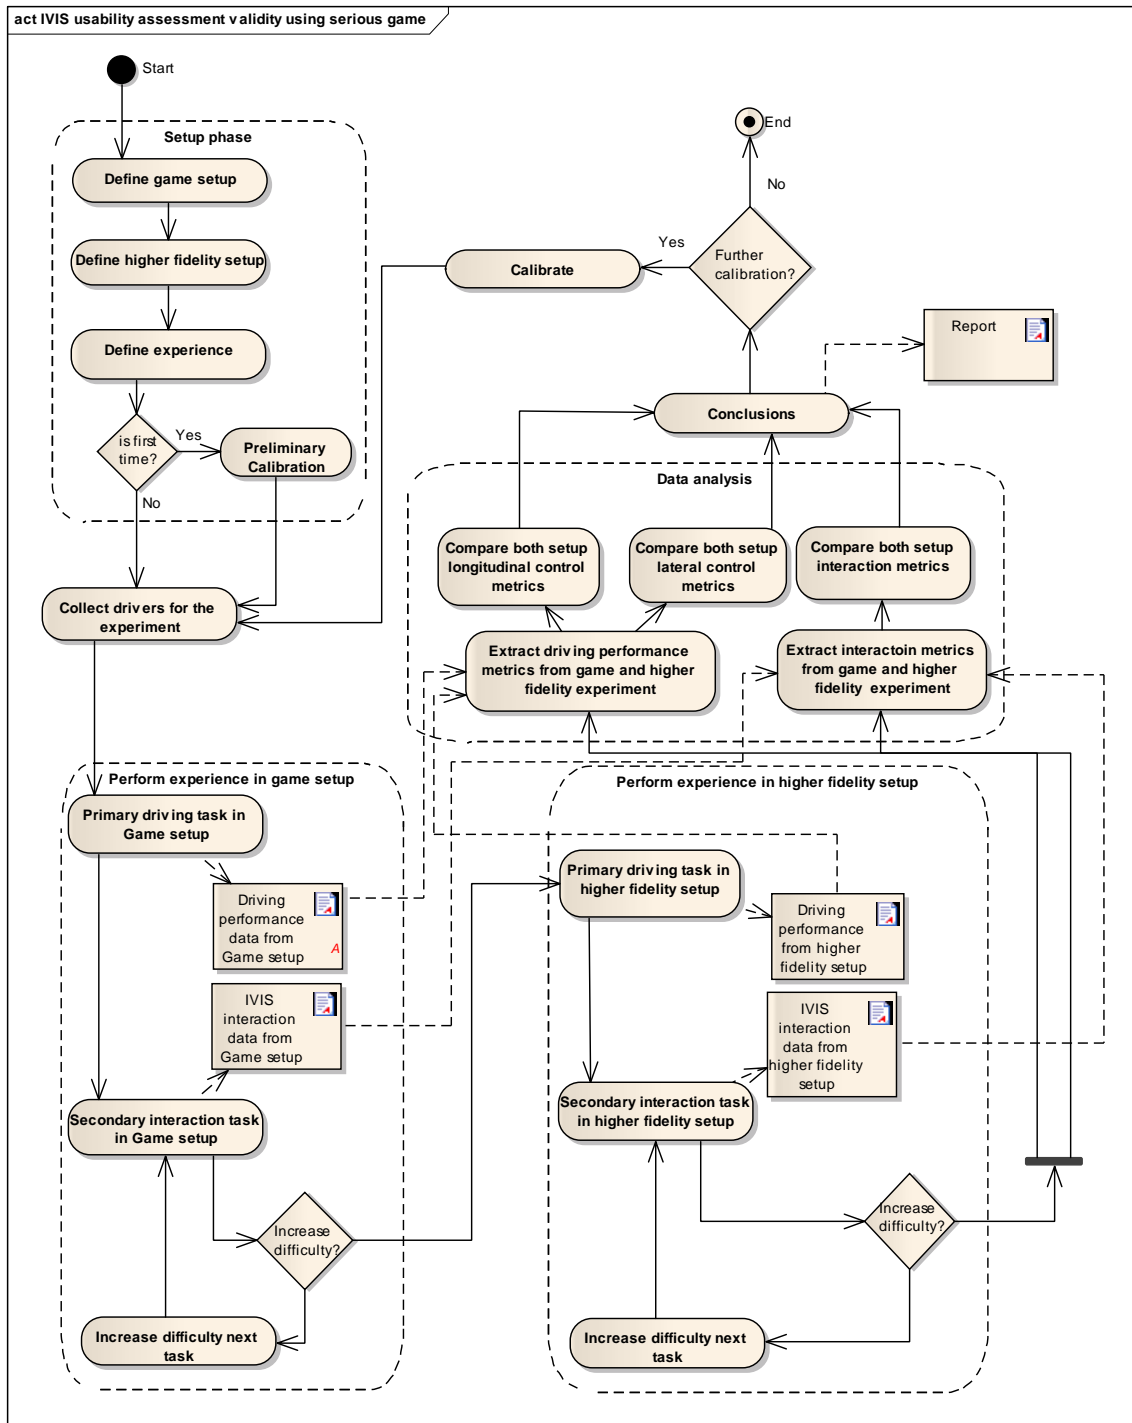 act IVIS usability assessment validity using serious game
Start
Setup phase
Define game setup
Define higher fidelity setup
Define experience
is first
time?
Yes
No
Preliminary
Calibration
Collect drivers for the
experiment
End
No
Yes
Further
calibration?
Calibrate
Report
Conclusions
Data analysis
Compare both setup
longitudinal control
metrics
Compare both setup
lateral control
metrics
Compare both setup
interaction metrics
Extract driving performance
metrics from game and higher
fidelity experiment
Extract interactoin metrics
from game and higher
fidelity experiment
Perform experience in game setup
Primary driving task in
Game setup
Driving
performance
data from
Game setup
A
IVIS
interaction
data from
Game setup
Secondary interaction task
in Game setup
Increase
difficulty?
Increase difficulty next
task
Perform experience in higher fidelity setup
Primary driving task in
higher fidelity setup
Driving
performance
from higher
fidelity setup
IVIS
interaction
data from
higher fidelity
setup
Secondary interaction task
in higher fidelity setup
Increase
difficulty?
Increase difficulty next
task